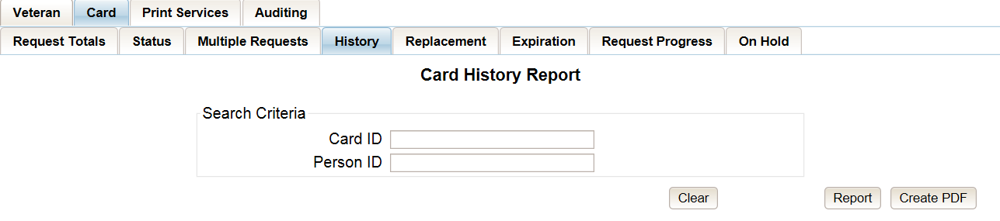 Veteran Card Print Services Auditing
Request Totals Status Multiple Requests History Replacement Expiration Request Progress On Hold
Card History Report
Search Criteria
Card ID
Person ID
Clear Report Create PDF